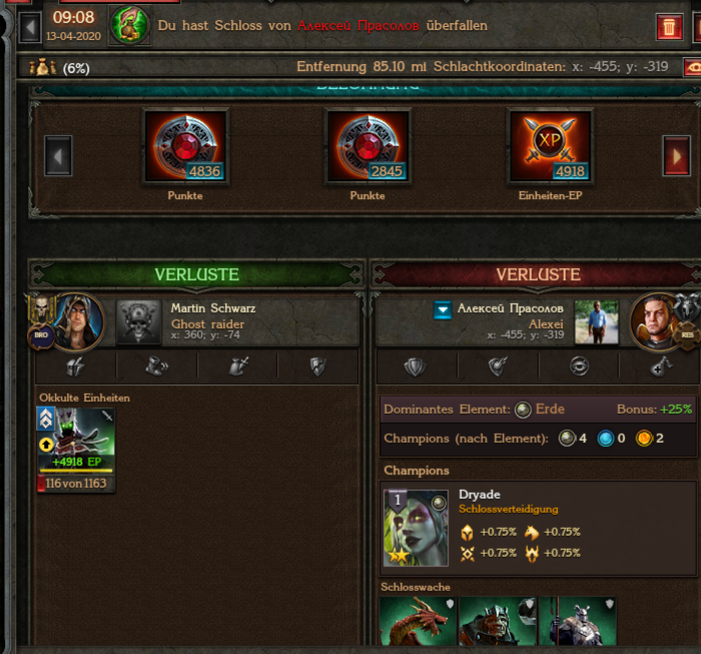 09:08
13-04-2020
Du hast Schloss von Алексей Прасолов überfallen
(6%)
Entfernung 85.10 mi Schlachtkoordinaten: x: -455; y: -319
4836
2845
XP
4918
Punkte
Punkte
Einheiten-EP
VERLUSTE
VERLUSTE
Martin Schwarz
Ghost raider
x: 360; y: -74
BRO
Алексей Прасолов
Alexei
x: -455; y: -319
RES
Okkulte Einheiten
+4918 EP
116 von 1163
Dominantes Element: Erde
Bonus: +25%
Champions (nach Element): 4 0 2
Champions
1
Dryade
Schlossverteidigung
+0.75% +0.75%
+0.75% +0.75%
Schlosswache